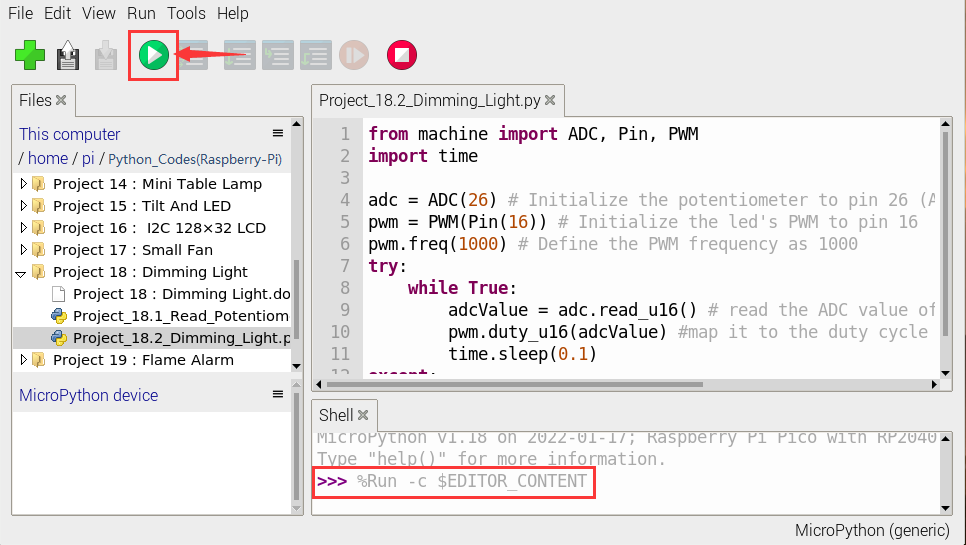 File Edit View Run Tools Help
Files
This computer
/ home / pi / Python_Codes(Raspberry-Pi)
Project 14 : Mini Table Lamp
Project 15 : Tilt And LED
Project 16 : I2C 128×32 LCD
Project 17 : Small Fan
Project 18 : Dimming Light
Project 18 : Dimming Light.do
Project_18.1_Read_Potentiom
Project_18.2_Dimming_Light.p
Project 19 : Flame Alarm
MicroPython device
Project_18.2_Dimming_Light.py
1 from machine import ADC, Pin, PWM
2 import time
3
4 adc = ADC(26) # Initialize the potentiometer to pin 26 (A
5 pwm = PWM(Pin(16)) # Initialize the led's PWM to pin 16
6 pwm.freq(1000) # Define the PWM frequency as 1000
7 try:
8 while True:
9 adcValue = adc.read_u16() # read the ADC value of
10 pwm.duty_u16(adcValue) #map it to the duty cycle
11 time.sleep(0.1)
12 except:
Shell
MicroPython v1.18 on 2022-01-17; Raspberry Pi Pico with RP2040
Type "help()" for more information.
>>> %Run -c $EDITOR_CONTENT
MicroPython (generic)